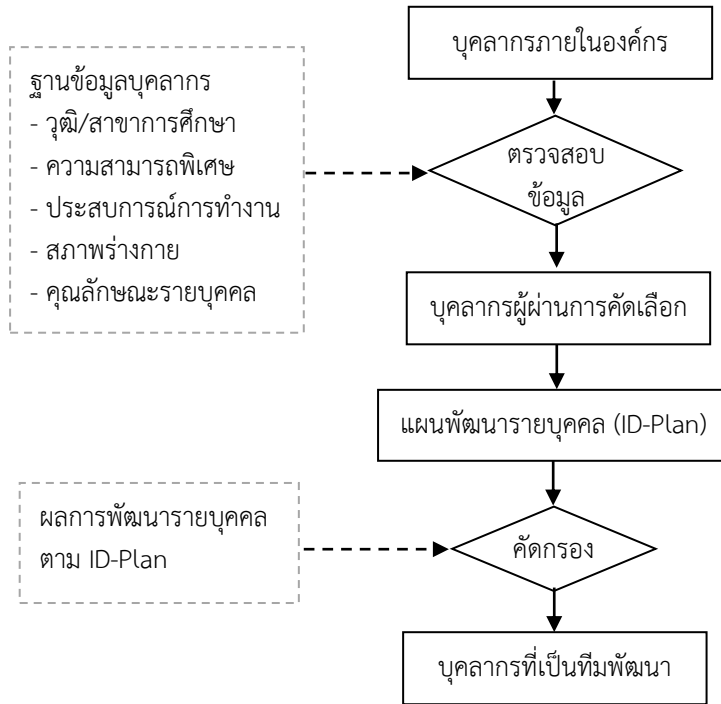 บุคลากรภายในองค์กร
ฐานข้อมูลบุคลากร
- วุฒิ/สาขาการศึกษา
- ความสามารถพิเศษ
- ประสบการณ์การทำงาน
- สภาพร่างกาย
- คุณลักษณะรายบุคคล
ตรวจสอบ
ข้อมูล
บุคลากรผู้ผ่านการคัดเลือก
แผนพัฒนารายบุคคล (ID-Plan)
ผลการพัฒนารายบุคคล
ตาม ID-Plan
คัดกรอง
บุคลากรที่เป็นทีมพัฒนา